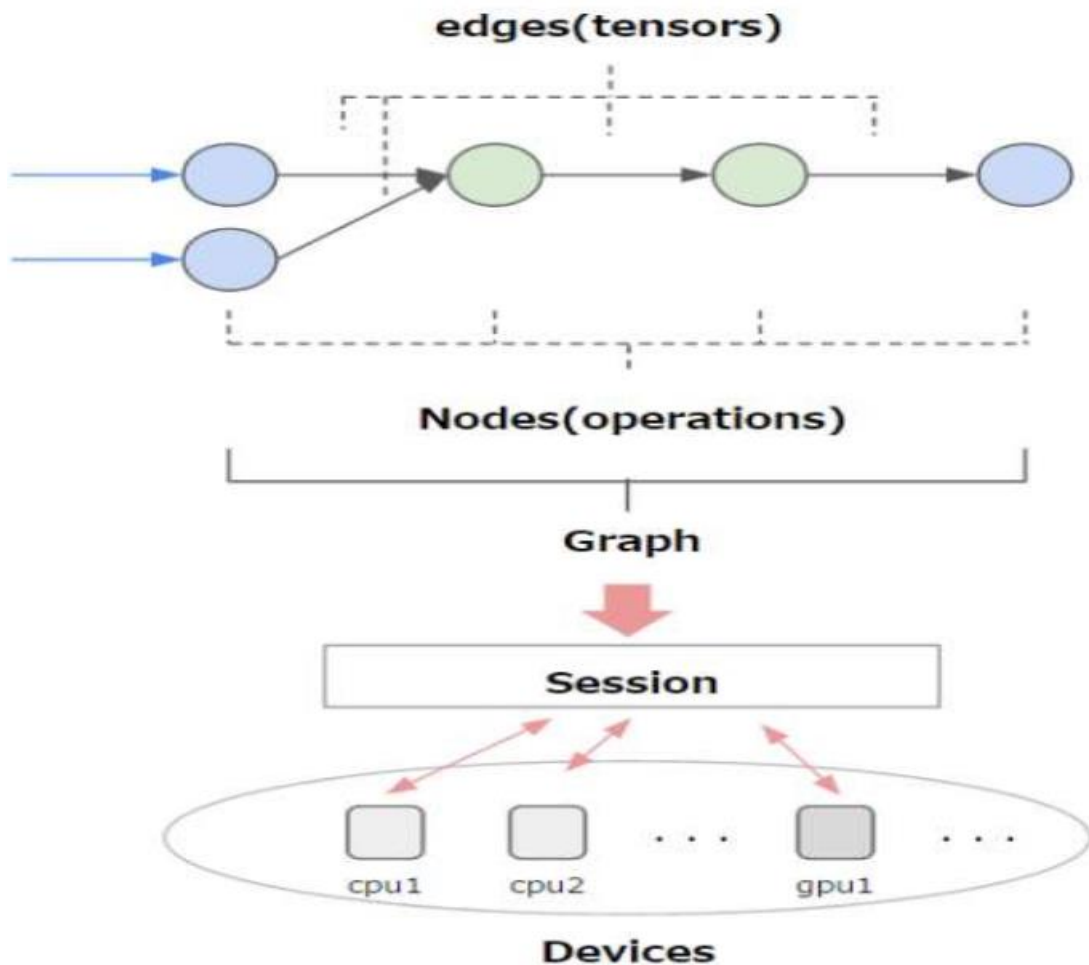 edges(tensors)
Nodes(operations)
Graph
Session
. . .
. . .
cpu1
cpu2
gpu1
Devices